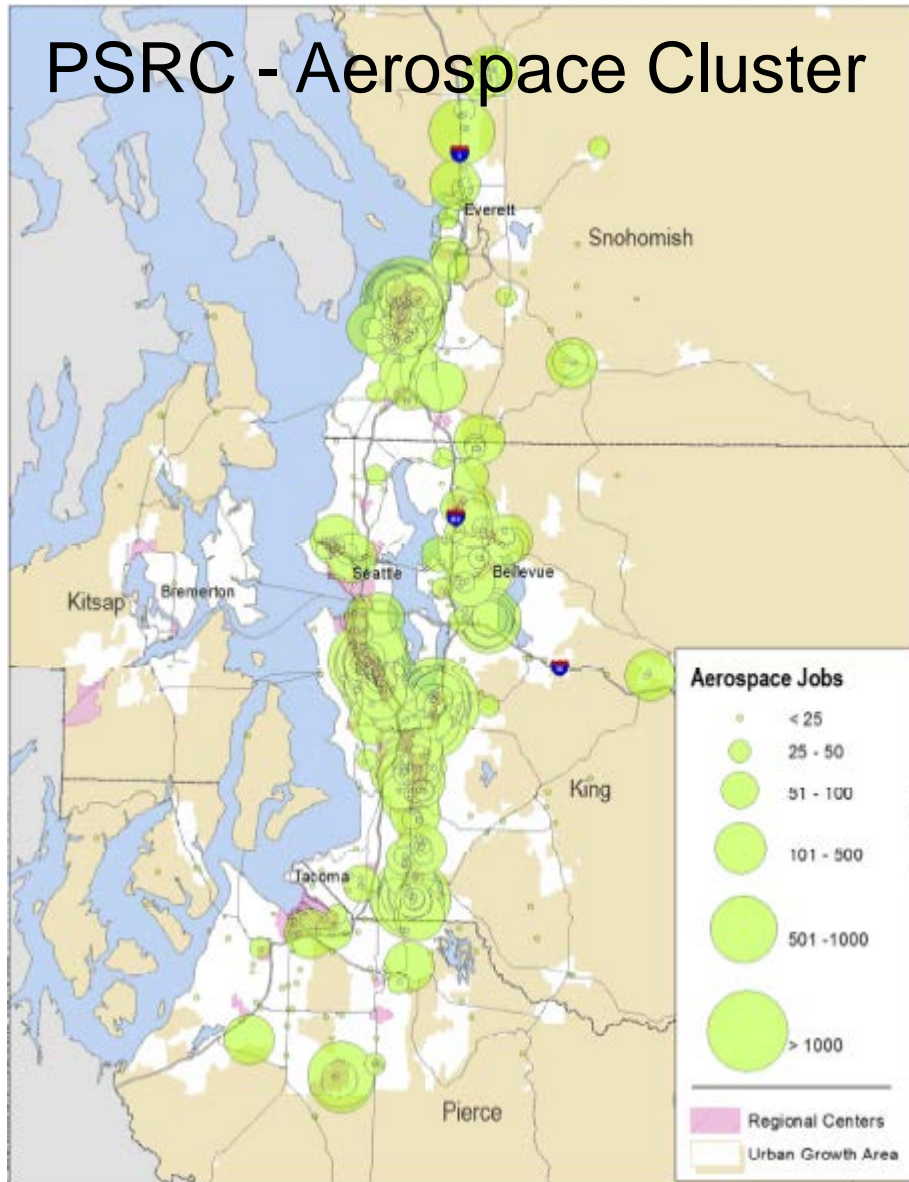 PSRC - Aerospace Cluster
Everett
Snohomish
Seattle
Bellevue
Kitsap
Bremerton
King
Tacoma
Pierce
Aerospace Jobs
< 25
25 - 50
51 - 100
101 - 500
501 -1000
> 1000
Regional Centers
Urban Growth Area